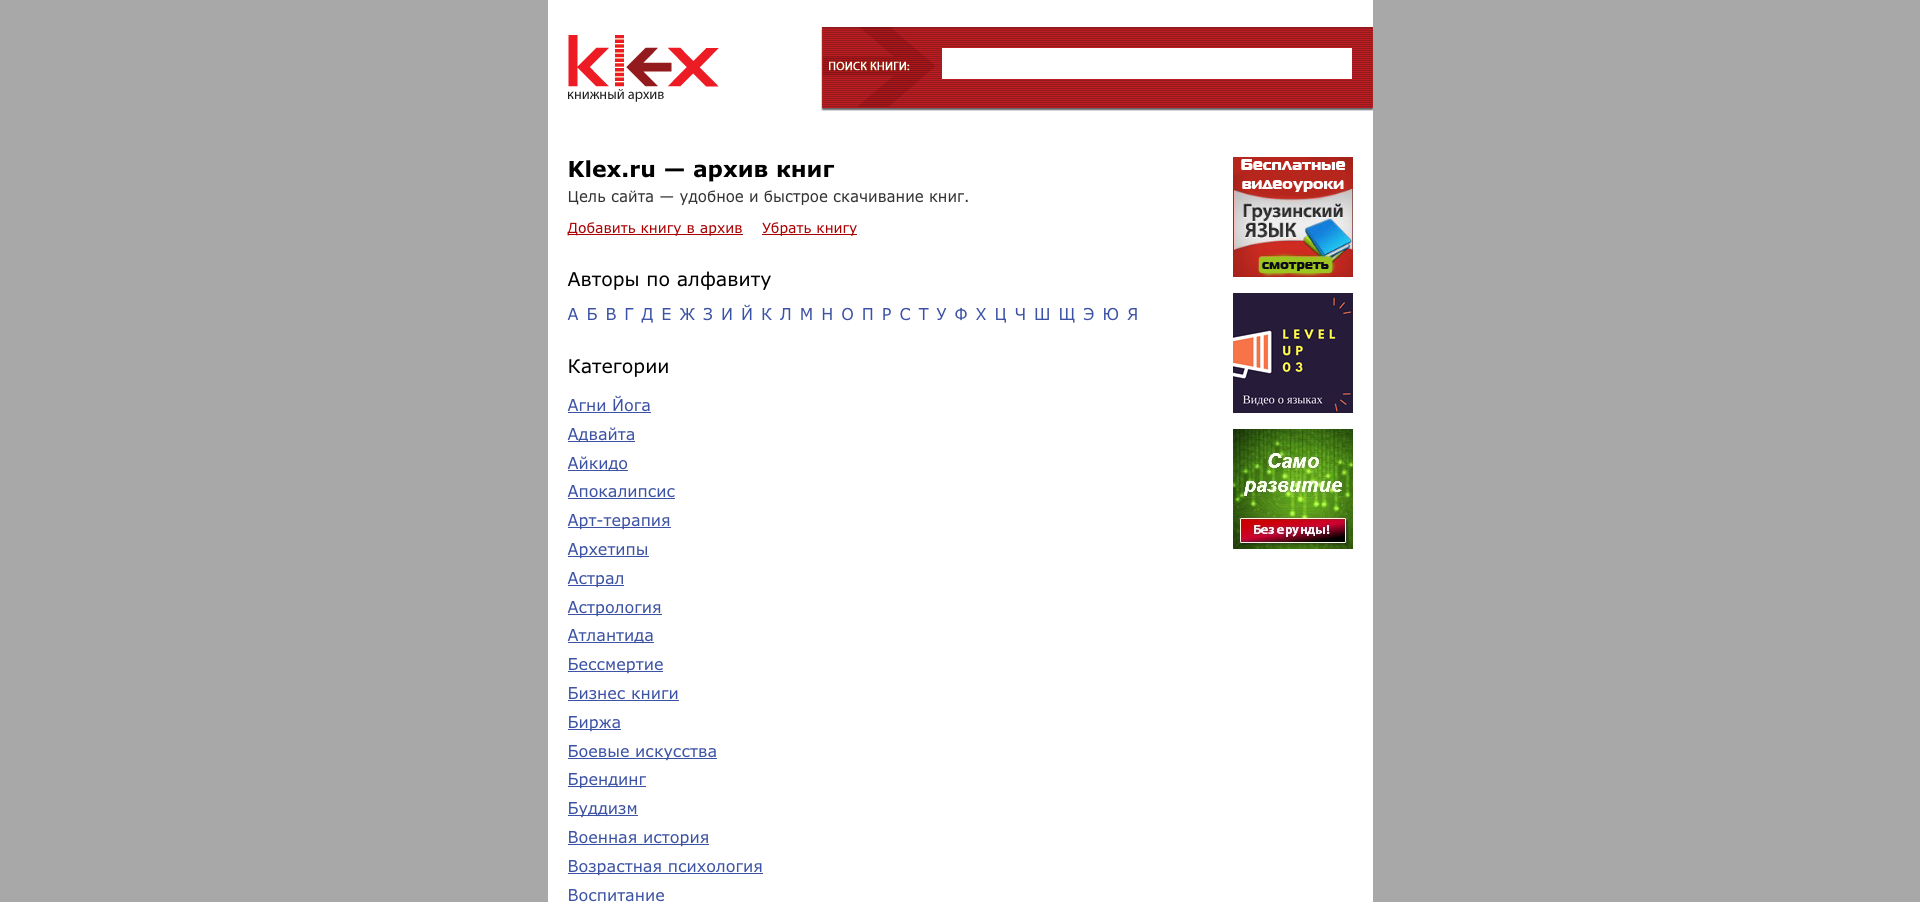 klex
книжный архив
ПОИСК КНИГИ:
Klex.ru — архив книг
Цель сайта — удобное и быстрое скачивание книг.
Добавить книгу в архив Убрать книгу
Авторы по алфавиту
А Б В Г Д Е Ж З И Й К Л М Н О П Р С Т У Ф Х Ц Ч Ш Щ Э Ю Я
Категории
Агни Йога
Адвайта
Айкидо
Апокалипсис
Арт-терапия
Архетипы
Астрал
Астрология
Атлантида
Бессмертие
Бизнес книги
Биржа
Боевые искусства
Брендинг
Буддизм
Военная история
Возрастная психология
Воспитание
Бесплатные
видеоуроки
Грузинский
ЯЗЫК
смотреть
LEVEL
UP
03
Видео о языках
Само
развитие
Без ерунды!